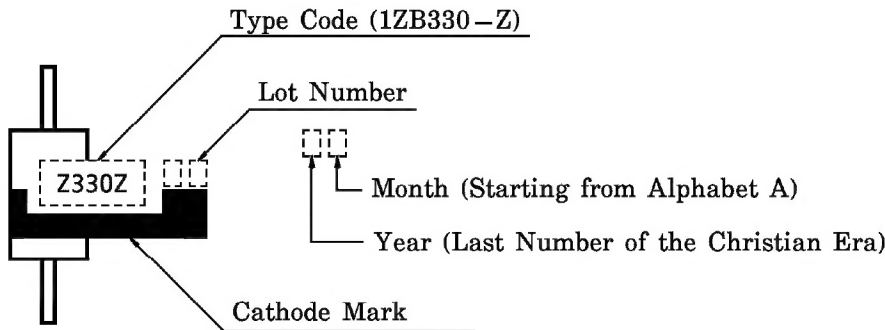 Type Code (1ZB330-Z)
Lot Number
Z330Z
Month (Starting from Alphabet A)
Year (Last Number of the Christian Era)
Cathode Mark